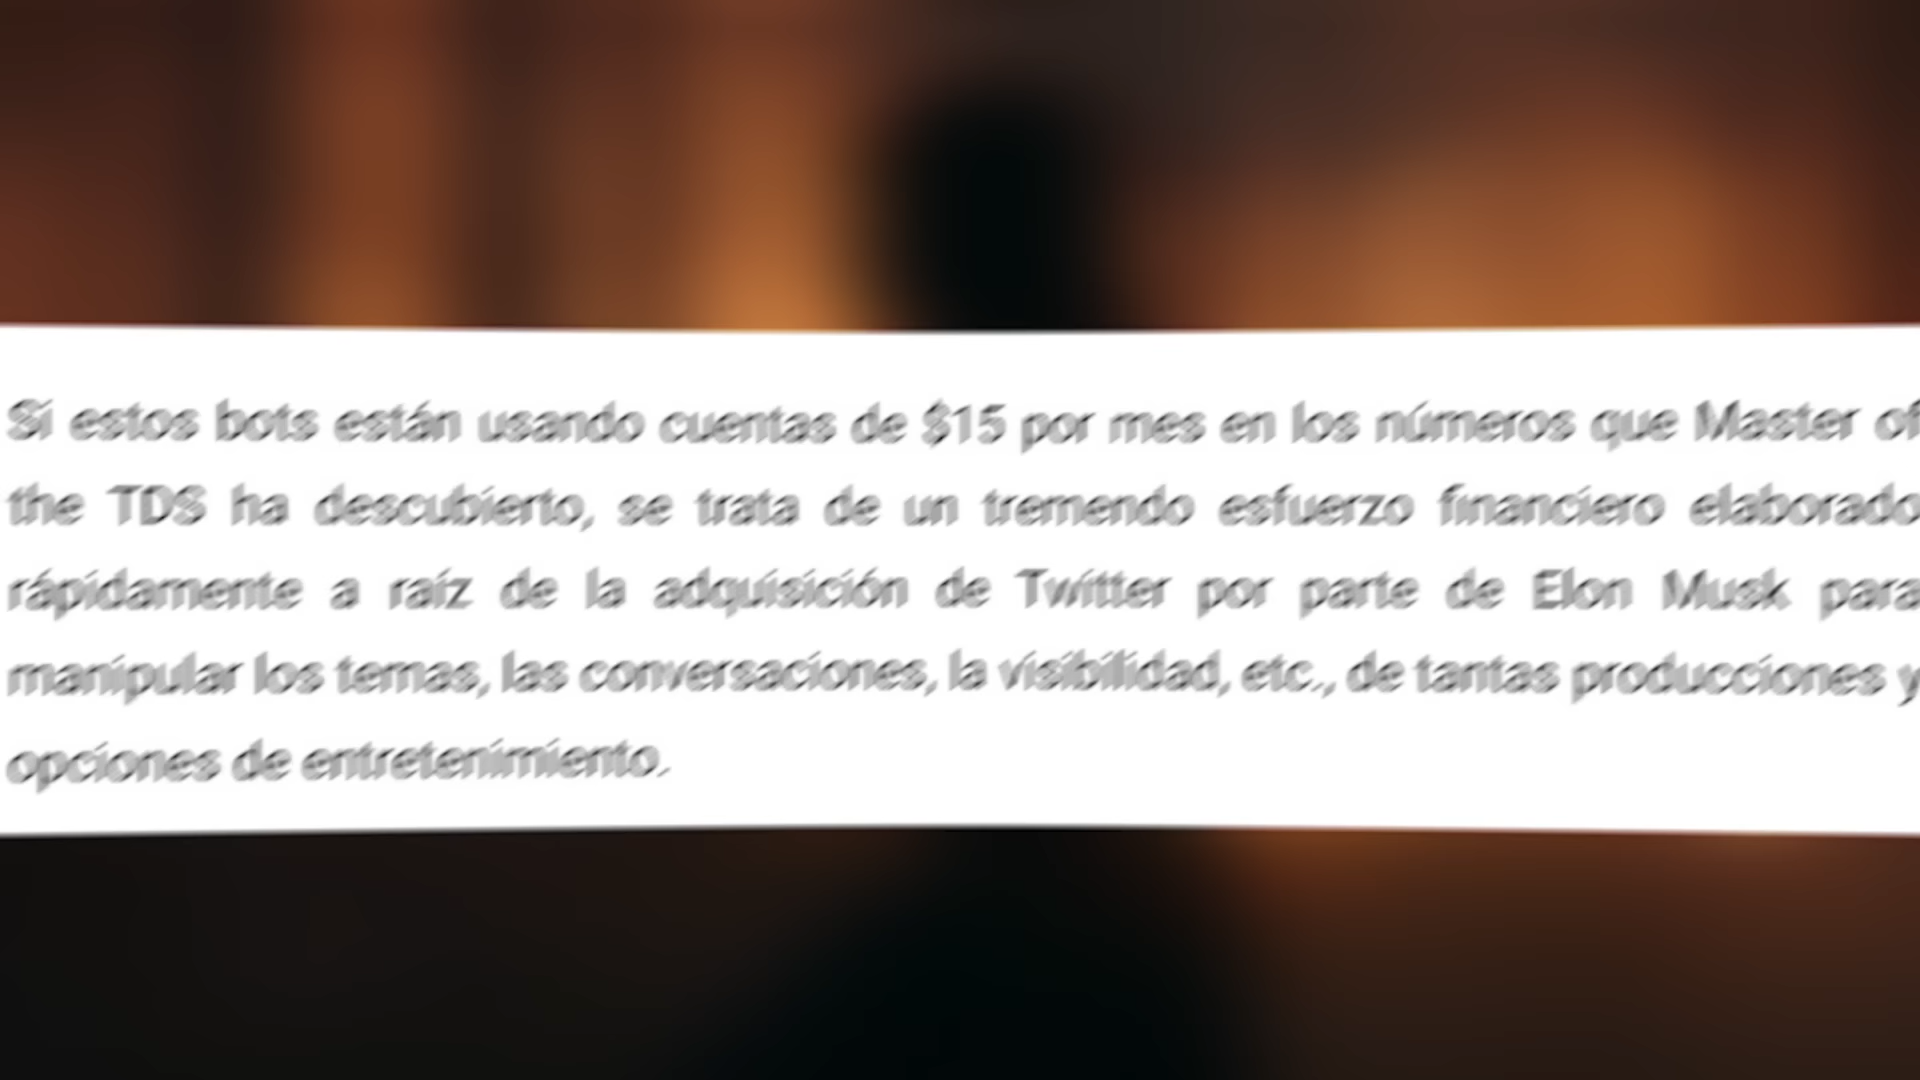 Si estos bots están usando cuentas de $15 por mes en los números que Master of
the TDS ha descubierto, se trata de un tremendo esfuerzo financiero elaborado
rápidamente a raíz de la adquisición de Twitter por parte de Elon Musk para
manipular los temas, las conversaciones, la visibilidad, etc., de tantas producciones y
opciones de entretenimiento.